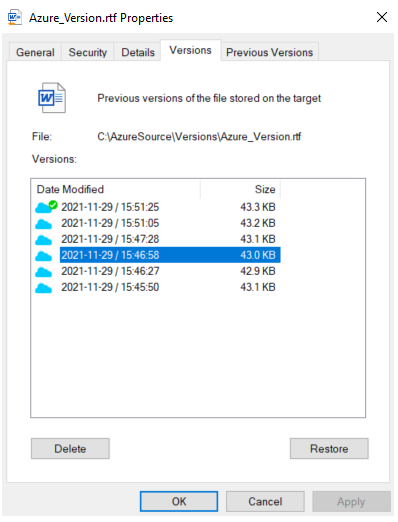 Azure_Version.rtf Properties
General Security Details Versions Previous Versions
Previous versions of the file stored on the target
File: C:\AzureSource\Versions\Azure_Version.rtf
Versions:
Date Modified Size
2021-11-29 / 15:51:25 43.3 KB
2021-11-29 / 15:51:05 43.2 KB
2021-11-29 / 15:47:28 43.1 KB
2021-11-29 / 15:46:58 43.0 KB
2021-11-29 / 15:46:27 42.9 KB
2021-11-29 / 15:45:50 43.1 KB
Delete Restore
OK Cancel Apply